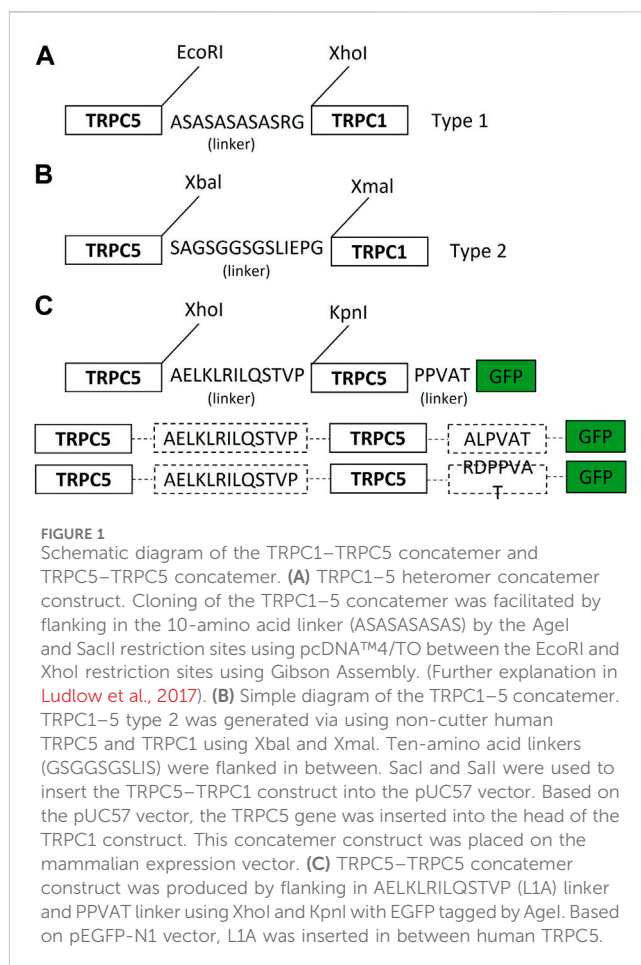 A
EcoRI XhoI
TRPC5 ASASASASASRG TRPC1 Type 1
(linker)
B
XbaI XmaI
TRPC5 SAGSGGSGSLIEPG TRPC1 Type 2
(linker)
C
XhoI KpnI
TRPC5 AELKLRILQSTVP TRPC5 PPVAT GFP
(linker) (linker)
TRPC5 AELKLRILQSTVP TRPC5 ALPVAT GFP
TRPC5 AELKLRILQSTVP TRPC5 RDPPVA GFP
T
FIGURE 1
Schematic diagram of the TRPC1–TRPC5 concatemer and
TRPC5–TRPC5 concatemer. (A) TRPC1–5 heteromer concatemer
construct. Cloning of the TRPC1–5 concatemer was facilitated by
flanking in the 10-amino acid linker (ASASASASAS) by the AgeI
and SacII restriction sites using pcDNA™4/TO between the EcoRI and
XhoI restriction sites using Gibson Assembly. (Further explanation in
Ludlow et al., 2017). (B) Simple diagram of the TRPC1–5 concatemer.
TRPC1–5 type 2 was generated via using non-cutter human
TRPC5 and TRPC1 using XbaI and XmaI. Ten-amino acid linkers
(GSGGSGSLIS) were flanked in between. SacI and SalI were used to
insert the TRPC5–TRPC1 construct into the pUC57 vector. Based on
the pUC57 vector, the TRPC5 gene was inserted into the head of the
TRPC1 construct. This concatemer construct was placed on the
mammalian expression vector. (C) TRPC5–TRPC5 concatemer
construct was produced by flanking in AELKLRILQSTVP (L1A) linker
and PPVAT linker using XhoI and KpnI with EGFP tagged by AgeI. Based
on pEGFP-N1 vector, L1A was inserted in between human TRPC5.